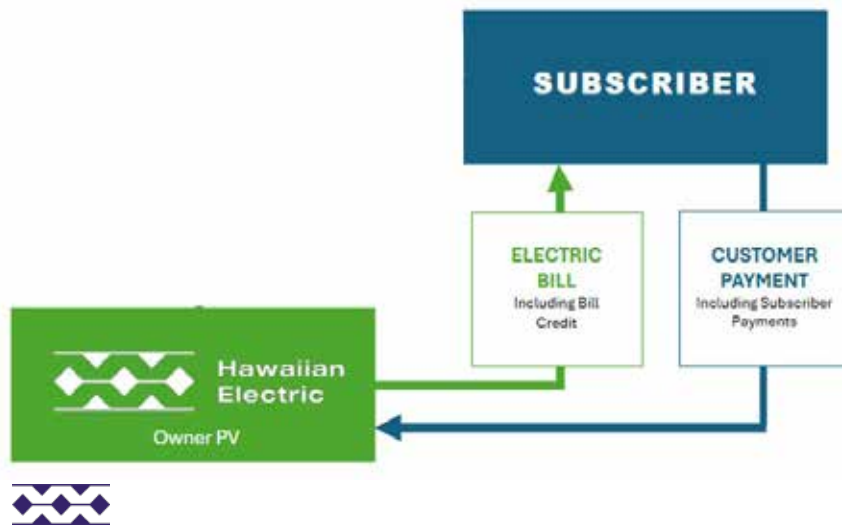 SUBSCRIBER
ELECTRIC
BILL
Including Bill
Credit
CUSTOMER
PAYMENT
Including Subscriber
Payments
Hawaiian
Electric
Owner PV